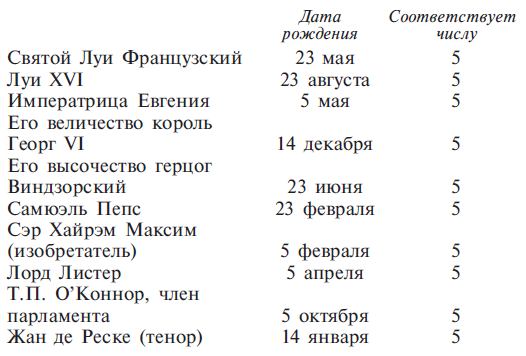 Дата Соответствует
рождения числу
Святой Луи Французский 23 мая 5
Луи XVI 23 августа 5
Императрица Евгения 5 мая 5
Его величество король
Георг VI 14 декабря 5
Его высочество герцог
Виндзорский 23 июня 5
Самюэль Пепс 23 февраля 5
Сэр Хайрэм Максим
(изобретатель) 5 февраля 5
Лорд Листер 5 апреля 5
Т.П. О’Коннор, член
парламента 5 октября 5
Жан де Реске (тенор) 14 января 5